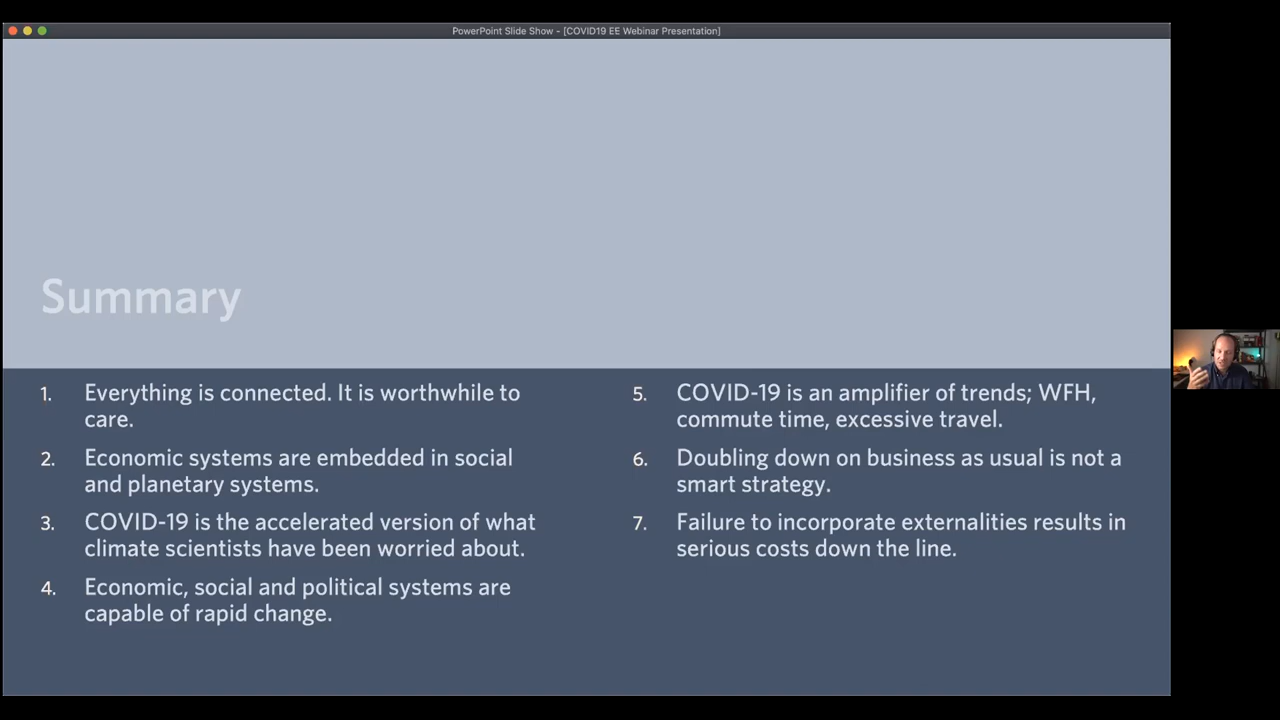 PowerPoint Slide Show - [COVID19 EE Webinar Presentation]
Summary
1. Everything is connected. It is worthwhile to
care.
2. Economic systems are embedded in social
and planetary systems.
3. COVID-19 is the accelerated version of what
climate scientists have been worried about.
4. Economic, social and political systems are
capable of rapid change.
5. COVID-19 is an amplifier of trends; WFH,
commute time, excessive travel.
6. Doubling down on business as usual is not a
smart strategy.
7. Failure to incorporate externalities results in
serious costs down the line.